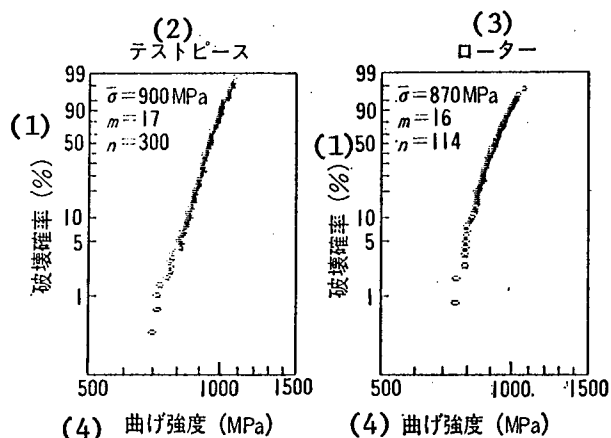 (2)
テストピース
99
90
50
10
5
1
(1)
破壊確率 (%)
σ̄=900MPa
m=17
n=300
500
1000
1500
(4) 曲げ強度 (MPa)
(3)
ローター
99
90
50
10
5
1
(1)
破壊確率 (%)
σ̄=870MPa
m=16
n=114
500
1000
1500
(4) 曲げ強度 (MPa)